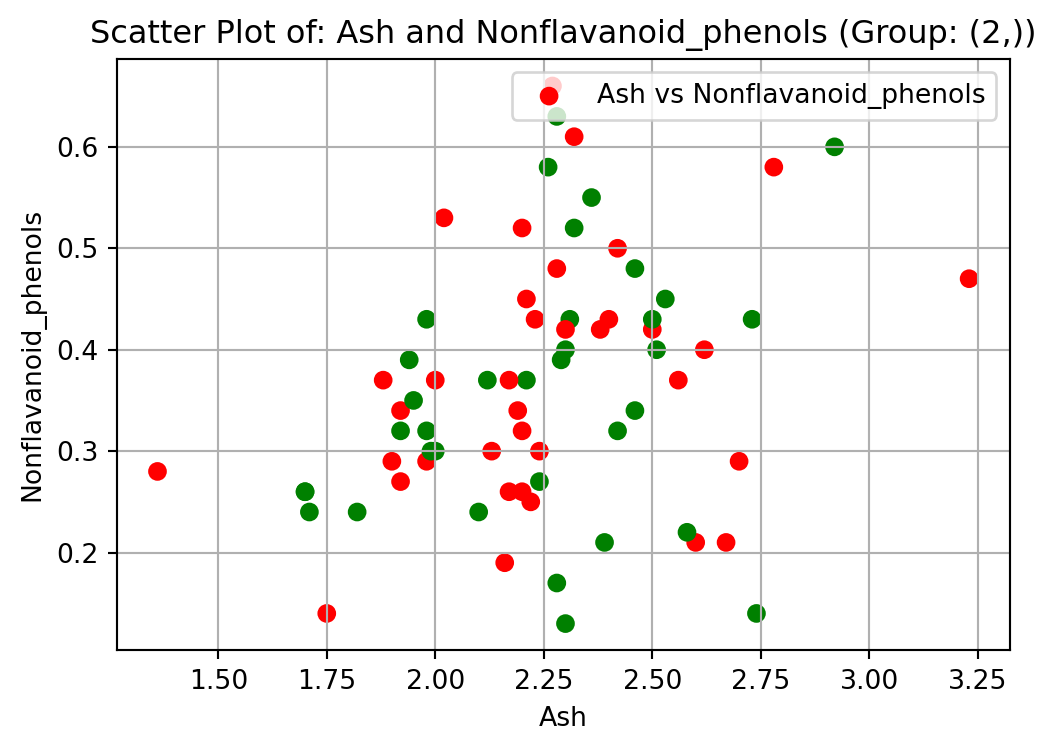 Scatter Plot of: Ash and Nonflavanoid_phenols (Group: (2,))
Ash vs Nonflavanoid_phenols
Nonflavanoid_phenols
0.6
0.5
0.4
0.3
0.2
1.50 1.75 2.00 2.25 2.50 2.75 3.00 3.25
Ash